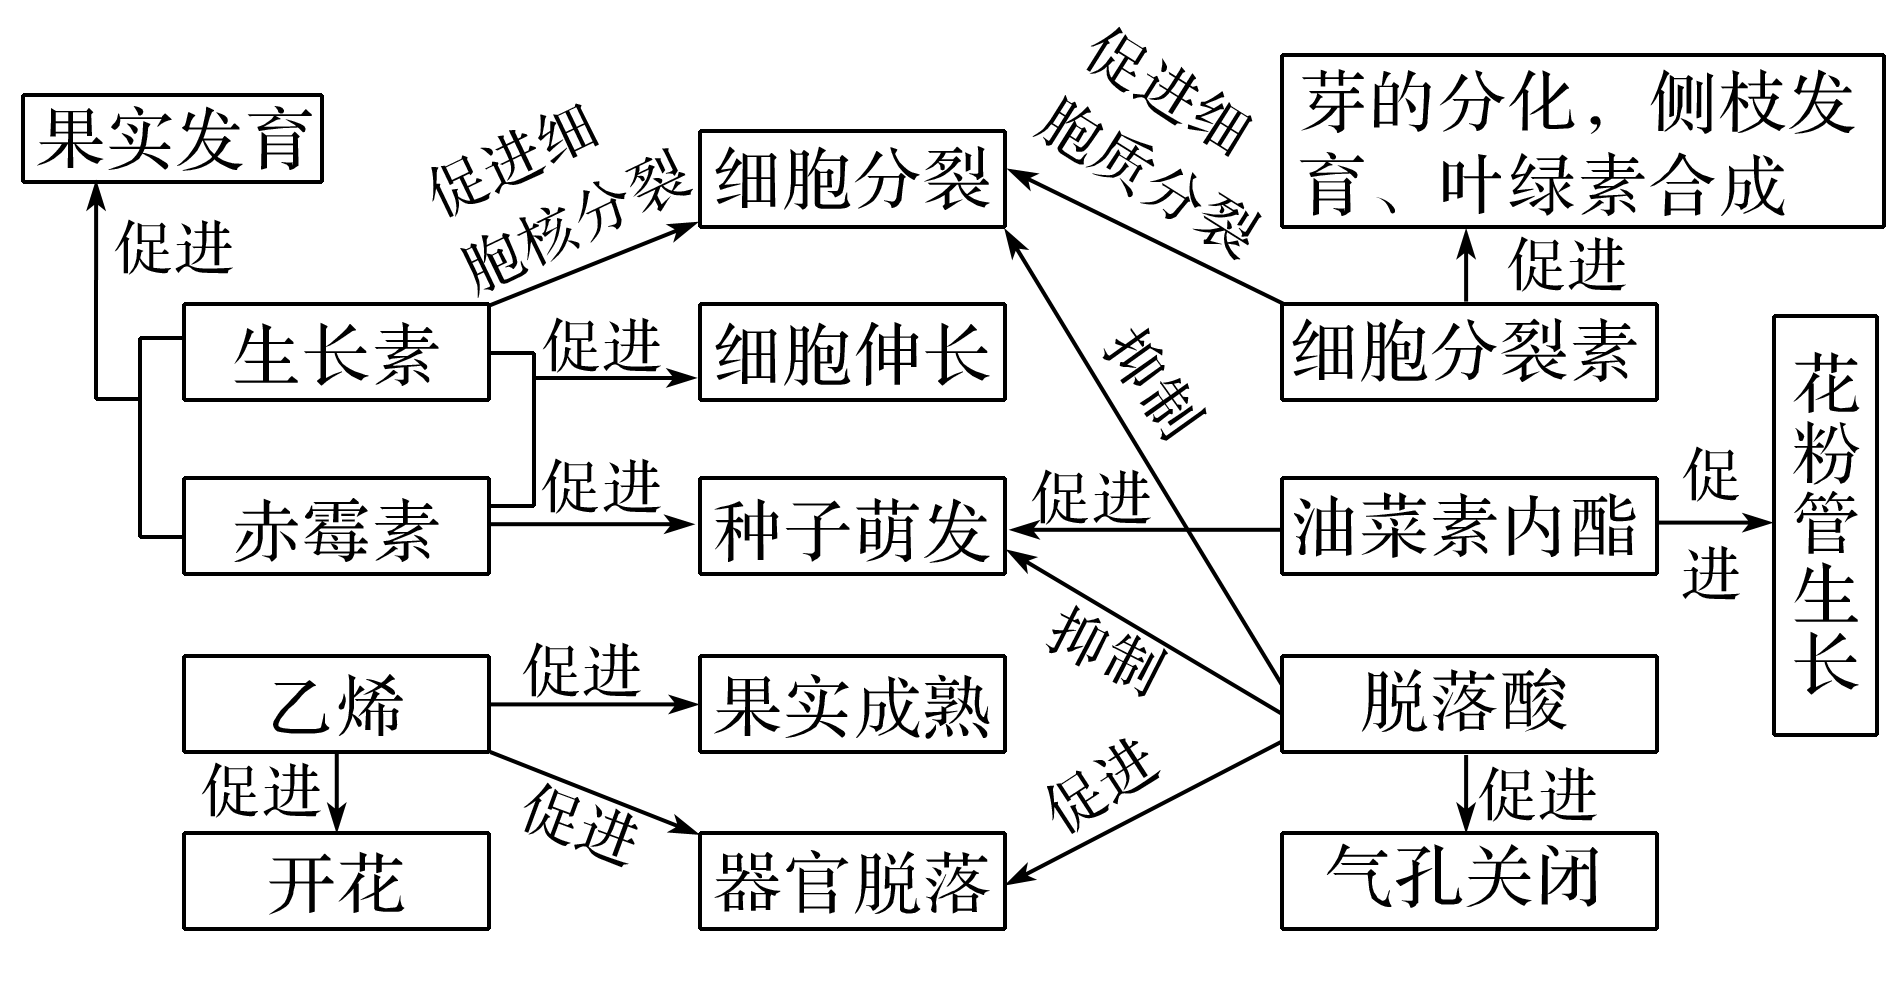 果实发育
促进
促进细
胞核分裂
细胞分裂
促进细
胞质分裂
芽的分化，侧枝发
育、叶绿素合成
促进
生长素
促进
细胞伸长
抑制
细胞分裂素
赤霉素
促进
种子萌发
促进
油菜素内酯
促
进
花粉管生长
乙烯
促进
果实成熟
抑制
脱落酸
促进
促进
促进
促进
开花
器官脱落
气孔关闭